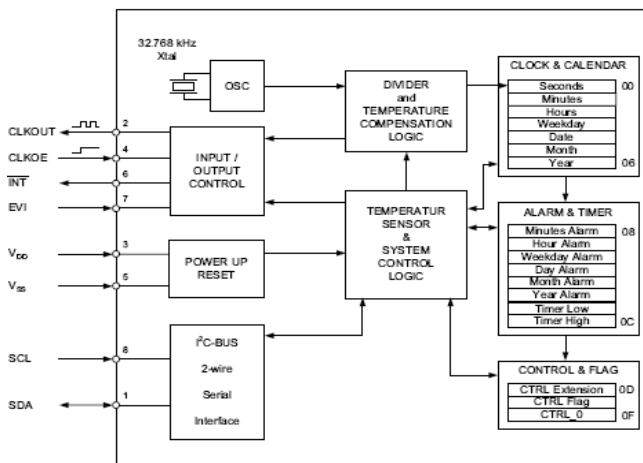 32.768 kHz
Xtal
OSC
DIVIDER
and
TEMPERATURE
COMPENSATION
LOGIC
CLOCK & CALENDAR
Seconds 00
Minutes
Hours
Weekday
Date
Month
Year 06
CLKOUT 2
CLKOE 4
INT 6
EVI 7
INPUT /
OUTPUT
CONTROL
VDD 3
VSS 5
POWER UP
RESET
TEMPERATUR
SENSOR
&
SYSTEM
CONTROL
LOGIC
ALARM & TIMER
Minutes Alarm 08
Hour Alarm
Weekday Alarm
Day Alarm
Month Alarm
Year Alarm
Timer Low
Timer High 0C
SCL 8
SDA 1
I²C-BUS
2-wire
Serial
Interface
CONTROL & FLAG
CTRL Extension 0D
CTRL Flag
CTRL_0 0F